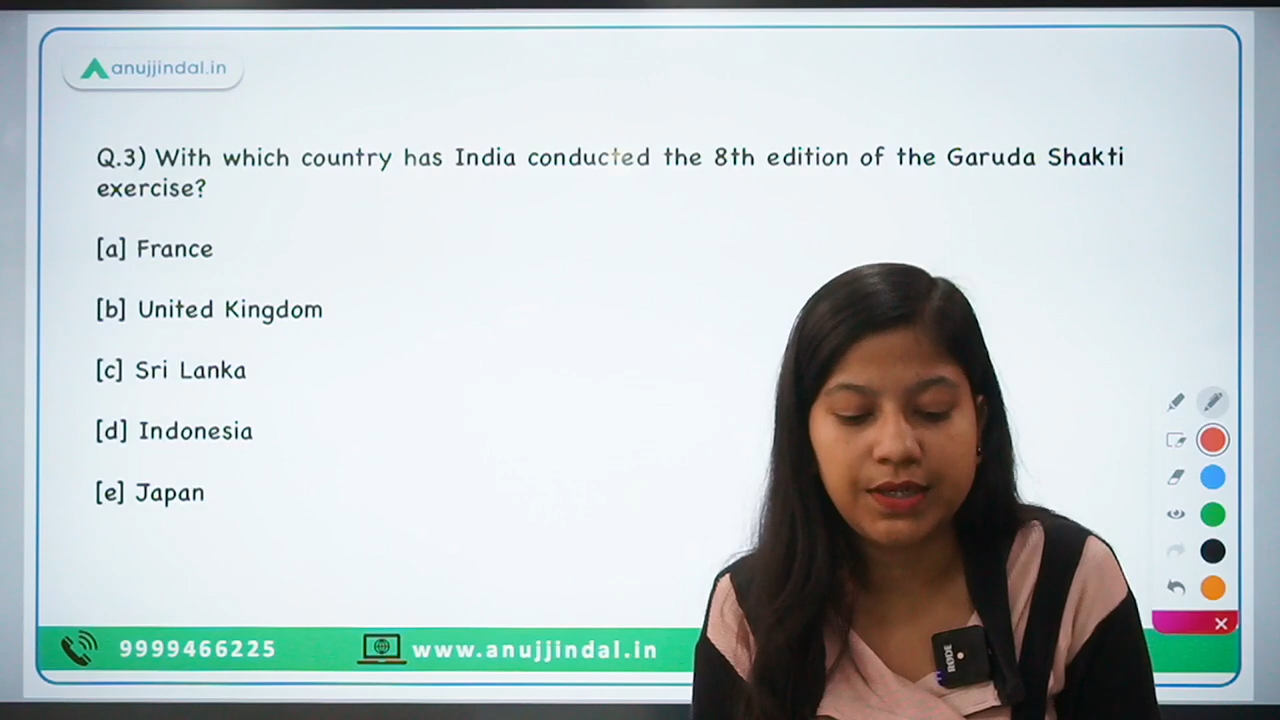 anujjindal.in
Q.3) With which country has India conducted the 8th edition of the Garuda Shakti
exercise?
[a] France
[b] United Kingdom
[c] Sri Lanka
[d] Indonesia
[e] Japan
9999466225
www.anujjindal.in
RØDE